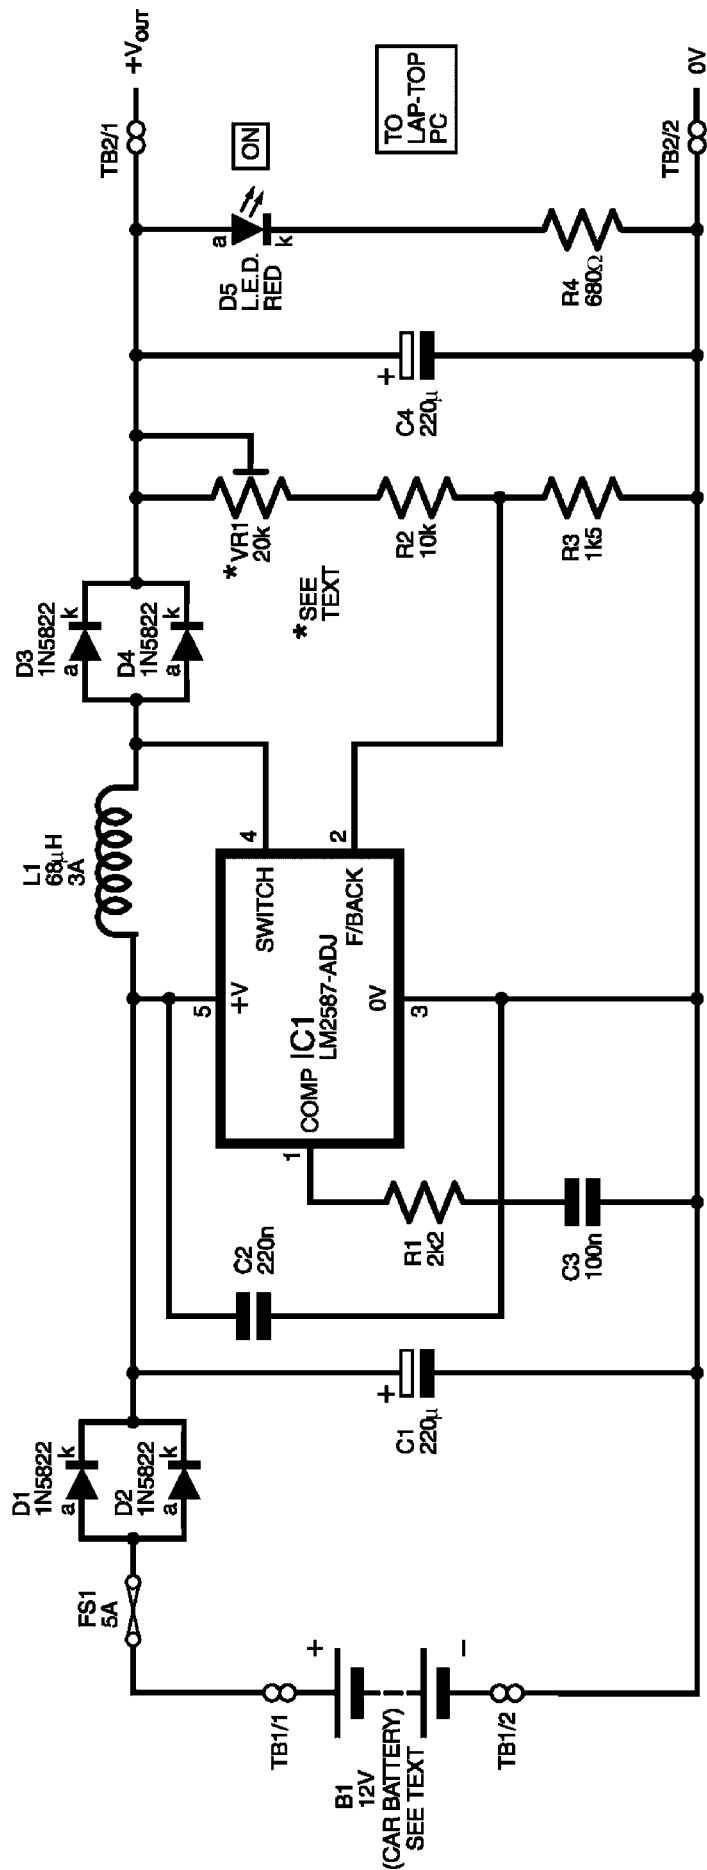 B1
12V
(CAR BATTERY)
SEE TEXT
TB1/1
+
−
TB1/2
FS1
5A
D1
1N5822
a
k
D2
1N5822
a
k
C1
220µ
+
C2
220n
R1
2k2
C3
100n
1
COMP
IC1
LM2587-ADJ
5
+V
0V
3
SWITCH
4
F/BACK
2
L1
68µH
3A
D3
1N5822
a
k
D4
1N5822
a
k
*VR1
20k
*SEE
TEXT
R2
10k
R3
1k5
C4
220µ
+
D5
L.E.D.
RED
a
k
ON
R4
680Ω
TB2/1
+VOUT
TO
LAP-TOP
PC
TB2/2
0V